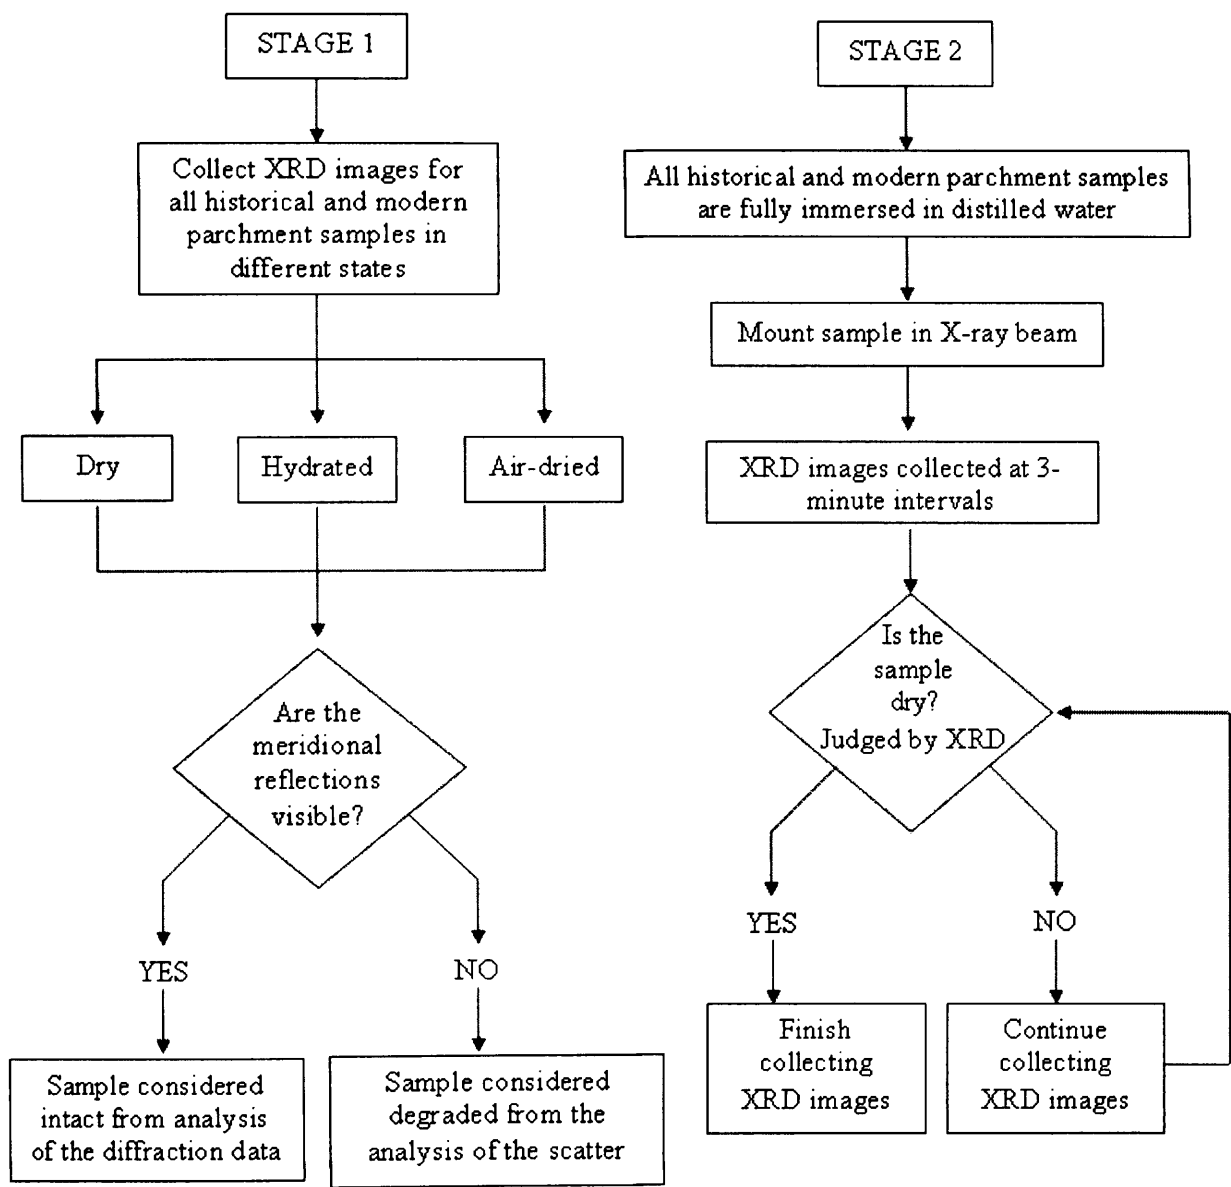 STAGE 1
Collect XRD images for
all historical and modern
parchment samples in
different states
Dry
Hydrated
Air-dried
Are the
meridional
reflections
visible?
YES
NO
Sample considered
intact from analysis
of the diffraction data
Sample considered
degraded from the
analysis of the scatter
STAGE 2
All historical and modern parchment samples
are fully immersed in distilled water
Mount sample in X-ray beam
XRD images collected at 3-
minute intervals
Is the
sample
dry?
Judged by XRD
YES
NO
Finish
collecting
XRD images
Continue
collecting
XRD images